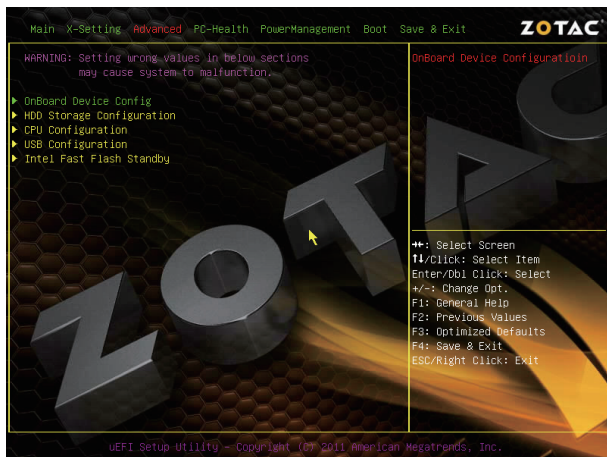 Main X-Setting Advanced PC-Health PowerManagement Boot Save & Exit
ZOTAC
WARNING: Setting wrong values in below sections
may cause system to malfunction.
OnBoard Device Config
HDD Storage Configuration
CPU Configuration
USB Configuration
Intel Fast Flash Standby
OnBoard Device Configuratioin
ZOTAC
→←: Select Screen
↑↓/Click: Select Item
Enter/Dbl Click: Select
+/-: Change Opt.
F1: General Help
F2: Previous Values
F3: Optimized Defaults
F4: Save & Exit
ESC/Right Click: Exit
uEFI Setup Utility - Copyright (C) 2011 American Megatrends, Inc.